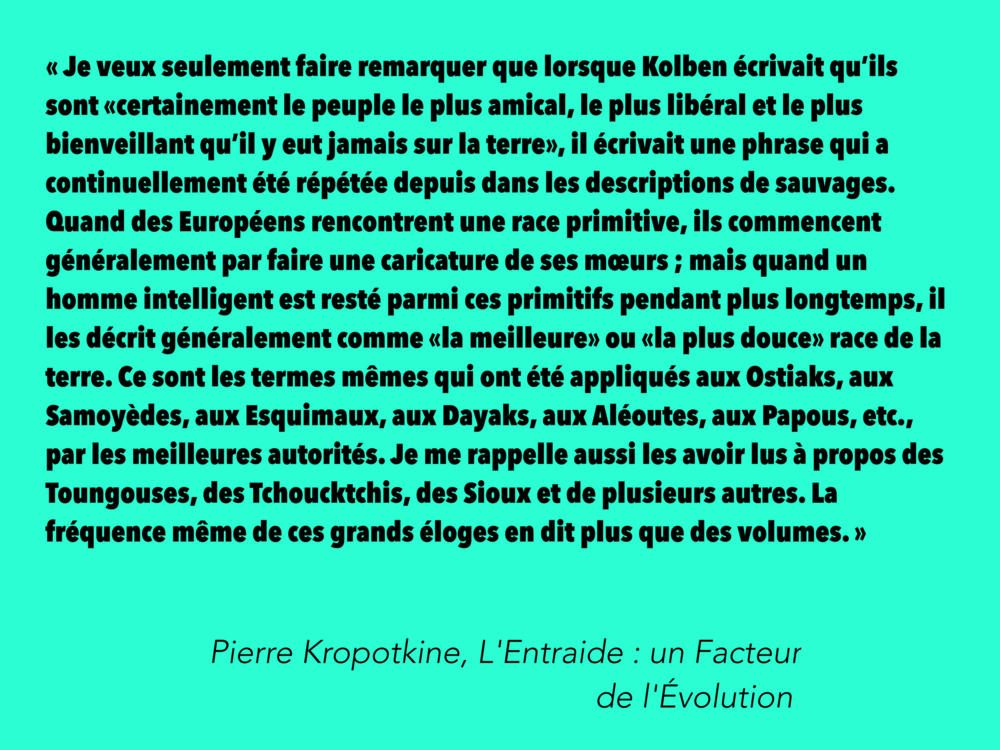 « Je veux seulement faire remarquer que lorsque Kolben écrivait qu’ils
sont «certainement le peuple le plus amical, le plus libéral et le plus
bienveillant qu’il y eut jamais sur la terre», il écrivait une phrase qui a
continuellement été répétée depuis dans les descriptions de sauvages.
Quand des Européens rencontrent une race primitive, ils commencent
généralement par faire une caricature de ses mœurs ; mais quand un
homme intelligent est resté parmi ces primitifs pendant plus longtemps, il
les décrit généralement comme «la meilleure» ou «la plus douce» race de la
terre. Ce sont les termes mêmes qui ont été appliqués aux Ostiaks, aux
Samoyèdes, aux Esquimaux, aux Dayaks, aux Aléoutes, aux Papous, etc.,
par les meilleures autorités. Je me rappelle aussi les avoir lus à propos des
Toungouses, des Tchoucktchis, des Sioux et de plusieurs autres. La
fréquence même de ces grands éloges en dit plus que des volumes. »
Pierre Kropotkine, L'Entraide : un Facteur
de l'Évolution